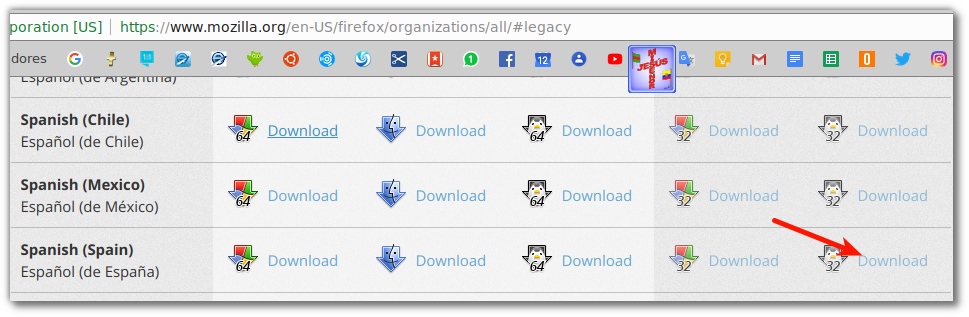 poration [US] https://www.mozilla.org/en-US/firefox/organizations/all/#legacy
dores
12
JESÚS
Español (de Argentina)
Spanish (Chile)
Español (de Chile)
64 Download Download 64 Download 32 Download 32 Download
Spanish (Mexico)
Español (de México)
64 Download Download 64 Download 32 Download 32 Download
Spanish (Spain)
Español (de España)
64 Download Download 64 Download 32 Download 32 Download